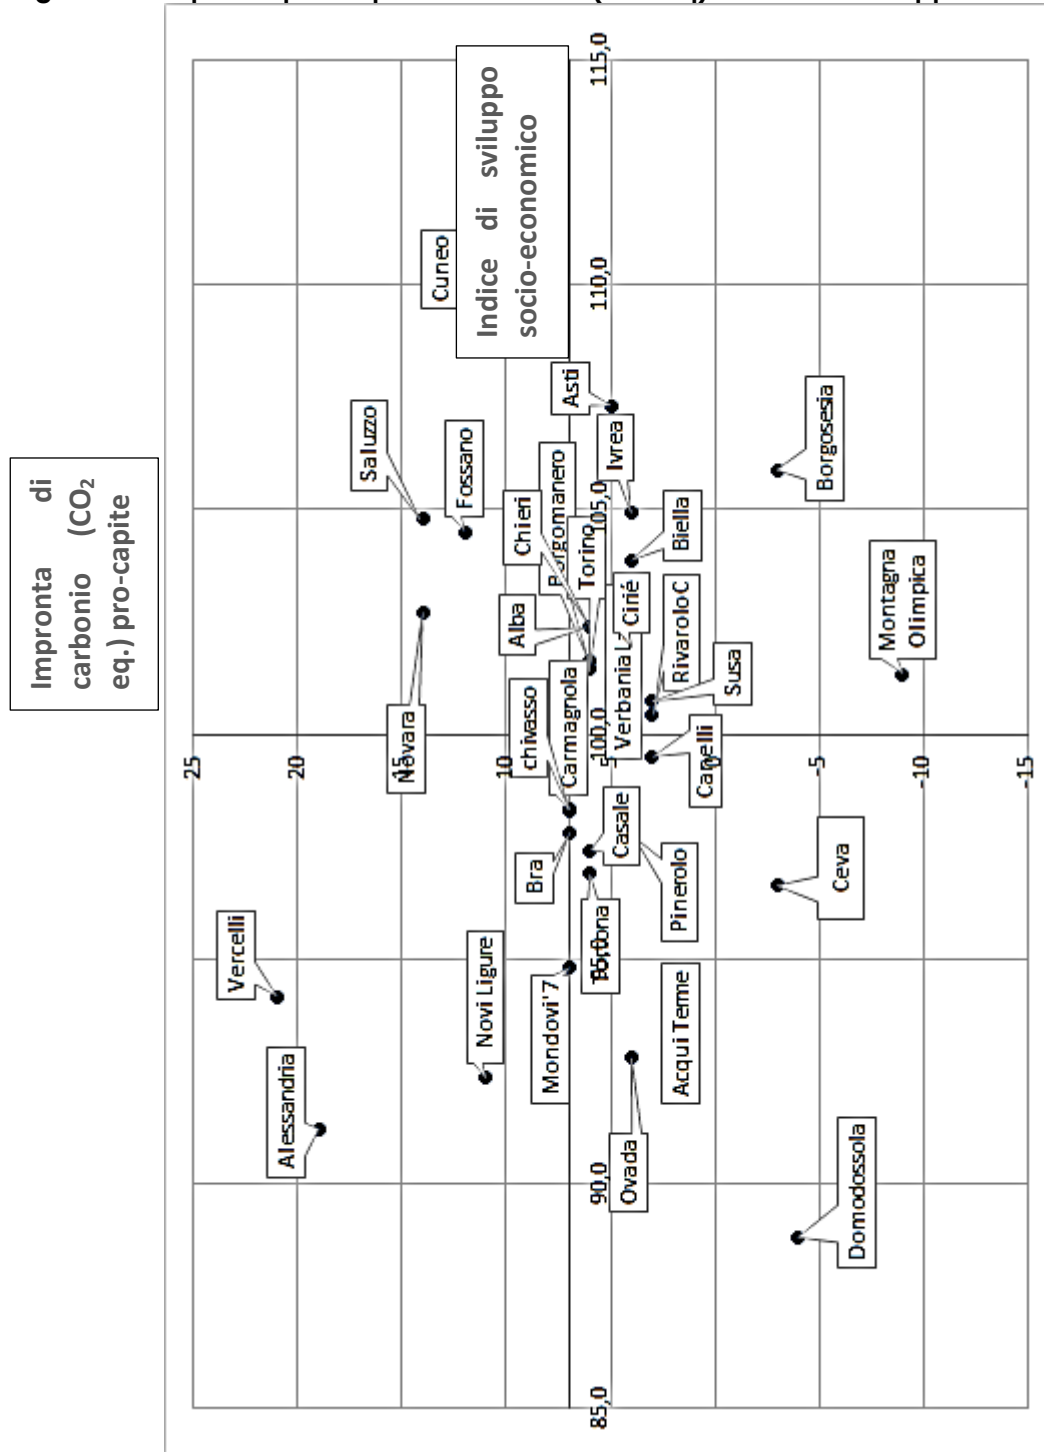 Impronta di
carbonio (CO₂
eq.) pro-capite
Indice di sviluppo
socio-economico
25
20
15
10
5
0
-5
-10
-15
85,0
90,0
95,0
100,0
105,0
110,0
115,0
Vercelli
Alessandria
Novi Ligure
Mondovi'7
Bra
Tortona
Casale
Pinerolo
Acqui Terme
Ovada
Ceva
Domodossola
Novara
Saluzzo
Fossano
Cuneo
chivasso
Carmagnola
Alba
Chieri
Borgomanero
Torino
Asti
Ivrea
Biella
Cirié
Verbania
RivaroloC
Susa
Canelli
Borgosesia
Montagna
Olimpica